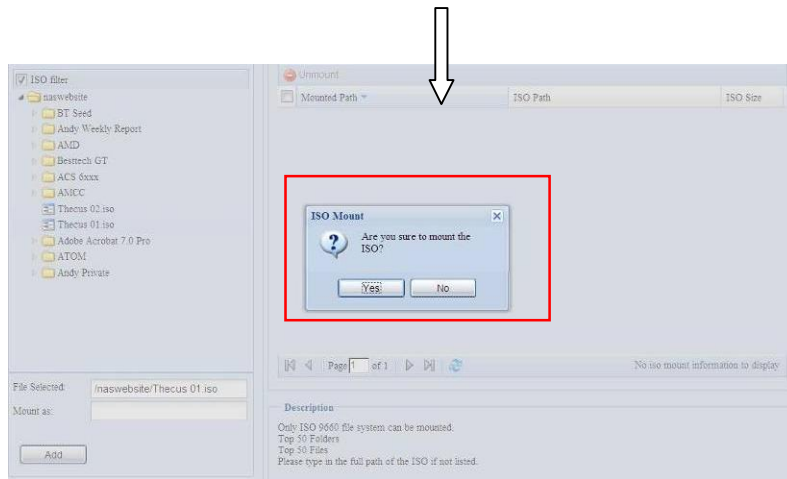 ISO filter
naswebsite
BT Seed
Andy Weekly Report
AMD
Besttech GT
ACS 6xxx
AMCC
Thecus 02.iso
Thecus 01.iso
Adobe Acrobat 7.0 Pro
ATOM
Andy Private
File Selected: /naswebsite/Thecus 01.iso
Mount as:
Add
Unmount
Mounted Path ISO Path ISO Size
ISO Mount
Are you sure to mount the
ISO?
Yes No
Page 1 of 1 No iso mount information to display
Description
Only ISO 9660 file system can be mounted.
Top 50 Folders
Top 50 Files
Please type in the full path of the ISO if not listed.